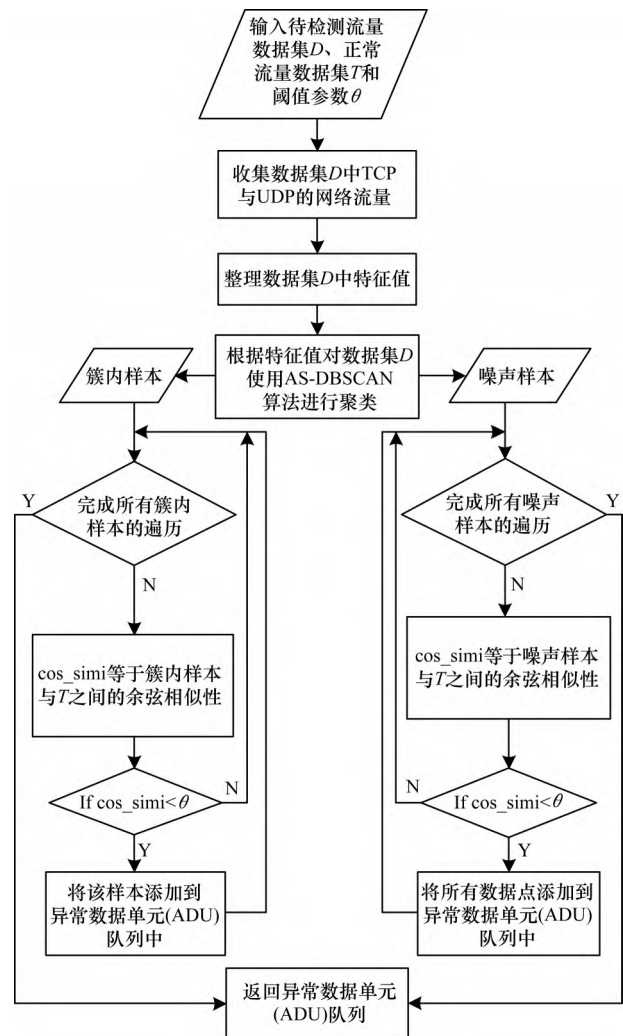 输入待检测流量
数据集D、正常
流量数据集T和
阈值参数θ
收集数据集D中TCP
与UDP的网络流量
整理数据集D中特征值
根据特征值对数据集D
使用AS-DBSCAN
算法进行聚类
簇内样本
噪声样本
Y
完成所有簇内
样本的遍历
N
cos_simi等于簇内样本
与T之间的余弦相似性
If cos_simi<θ
N
Y
将该样本添加到
异常数据单元(ADU)
队列中
完成所有噪声
样本的遍历
Y
N
cos_simi等于噪声样本
与T之间的余弦相似性
N
If cos_simi<θ
Y
将所有数据点添加到
异常数据单元(ADU)
队列中
返回异常数据单元
(ADU)队列